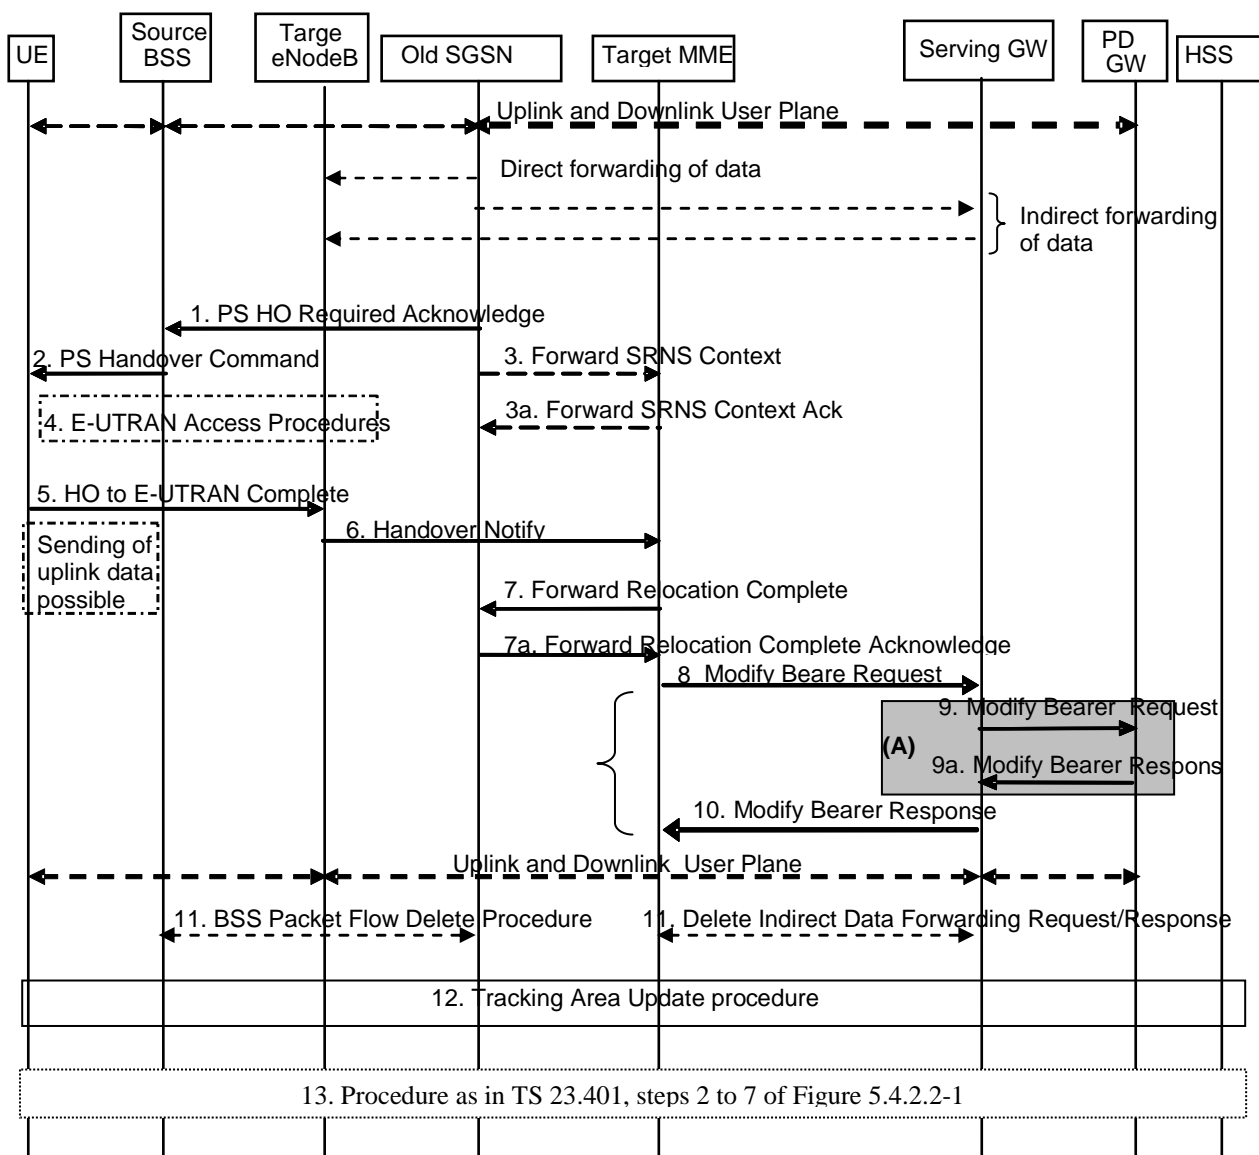 UE
Source
BSS
Targe
eNodeB
Old SGSN
Target MME
Serving GW
PD
GW
HSS
Uplink and Downlink User Plane
Direct forwarding of data
Indirect forwarding
of data
1. PS HO Required Acknowledge
2. PS Handover Command
3. Forward SRNS Context
3a. Forward SRNS Context Ack
4. E-UTRAN Access Procedures
5. HO to E-UTRAN Complete
6. Handover Notify
Sending of
uplink data
possible
7. Forward Relocation Complete
7a. Forward Relocation Complete Acknowledge
8 Modify Beare Request
9. Modify Bearer Request
(A)
9a. Modify Bearer Respons
10. Modify Bearer Response
Uplink and Downlink User Plane
11. BSS Packet Flow Delete Procedure
11. Delete Indirect Data Forwarding Request/Response
12. Tracking Area Update procedure
13. Procedure as in TS 23.401, steps 2 to 7 of Figure 5.4.2.2-1